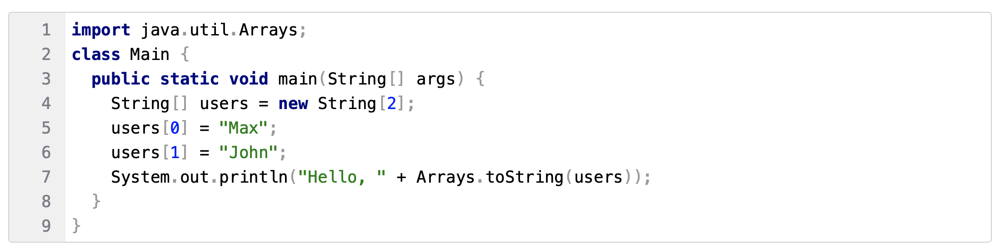 1 import java.util.Arrays;
2 class Main {
3   public static void main(String[] args) {
4     String[] users = new String[2];
5     users[0] = "Max";
6     users[1] = "John";
7     System.out.println("Hello, " + Arrays.toString(users));
8   }
9 }